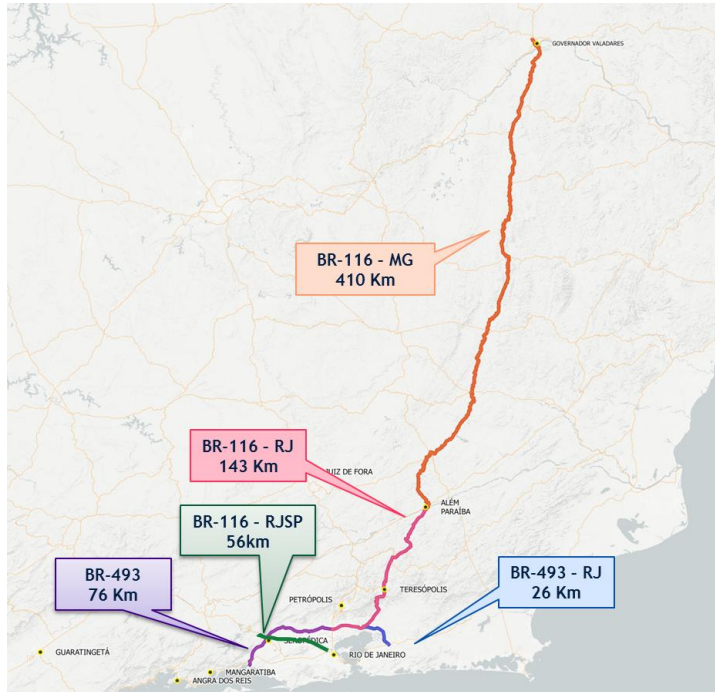 GOVERNADOR VALADARES
BR-116 - MG
410 Km
BR-116 - RJ
143 Km
JUIZ DE FORA
ALÉM
PARAÍBA
BR-116 - RJSP
56km
BR-493
76 Km
BR-493 - RJ
26 Km
TERESÓPOLIS
PETRÓPOLIS
SEROPÉDICA
RIO DE JANEIRO
GUARATINGETÁ
MANGARATIBA
ANGRA DOS REIS